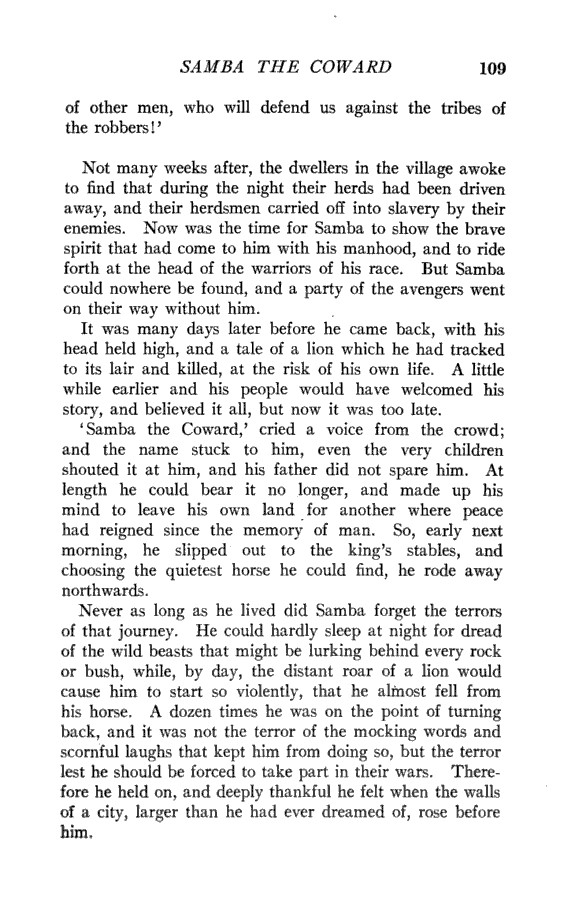 SAMBA THE COWARD 109
of other men, who will defend us against the tribes of
the robbers!'
Not many weeks after, the dwellers in the village awoke
to find that during the night their herds had been driven
away, and their herdsmen carried off into slavery by their
enemies. Now was the time for Samba to show the brave
spirit that had come to him with his manhood, and to ride
forth at the head of the warriors of his race. But Samba
could nowhere be found, and a party of the avengers went
on their way without him.
It was many days later before he came back, with his
head held high, and a tale of a lion which he had tracked
to its lair and killed, at the risk of his own life. A little
while earlier and his people would have welcomed his
story, and believed it all, but now it was too late.
'Samba the Coward,' cried a voice from the crowd;
and the name stuck to him, even the very children
shouted it at him, and his father did not spare him. At
length he could bear it no longer, and made up his
mind to leave his own land for another where peace
had reigned since the memory of man. So, early next
morning, he slipped out to the king's stables, and
choosing the quietest horse he could find, he rode away
northwards.
Never as long as he lived did Samba forget the terrors
of that journey. He could hardly sleep at night for dread
of the wild beasts that might be lurking behind every rock
or bush, while, by day, the distant roar of a lion would
cause him to start so violently, that he almost fell from
his horse. A dozen times he was on the point of turning
back, and it was not the terror of the mocking words and
scornful laughs that kept him from doing so, but the terror
lest he should be forced to take part in their wars. There-
fore he held on, and deeply thankful he felt when the walls
of a city, larger than he had ever dreamed of, rose before
him.